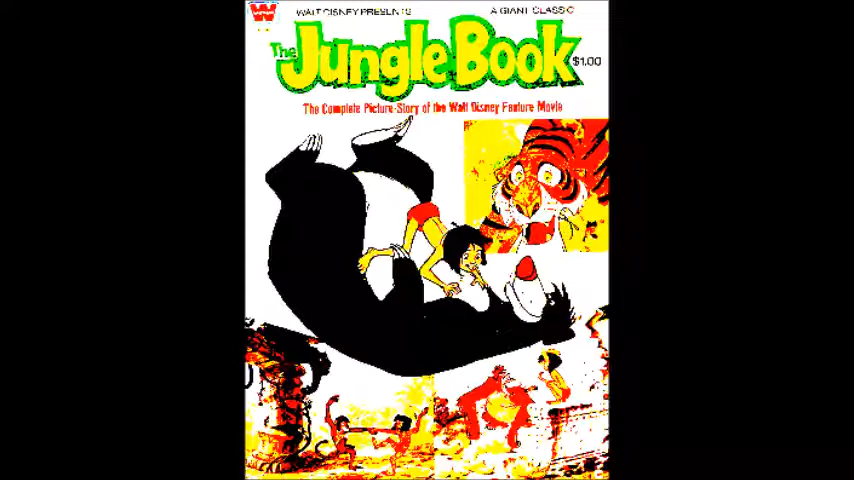 WALT DISNEY PRESENTS
A GIANT CLASSIC
The Jungle Book
$1.00
The Complete Picture-Story of the Walt Disney Feature Movie